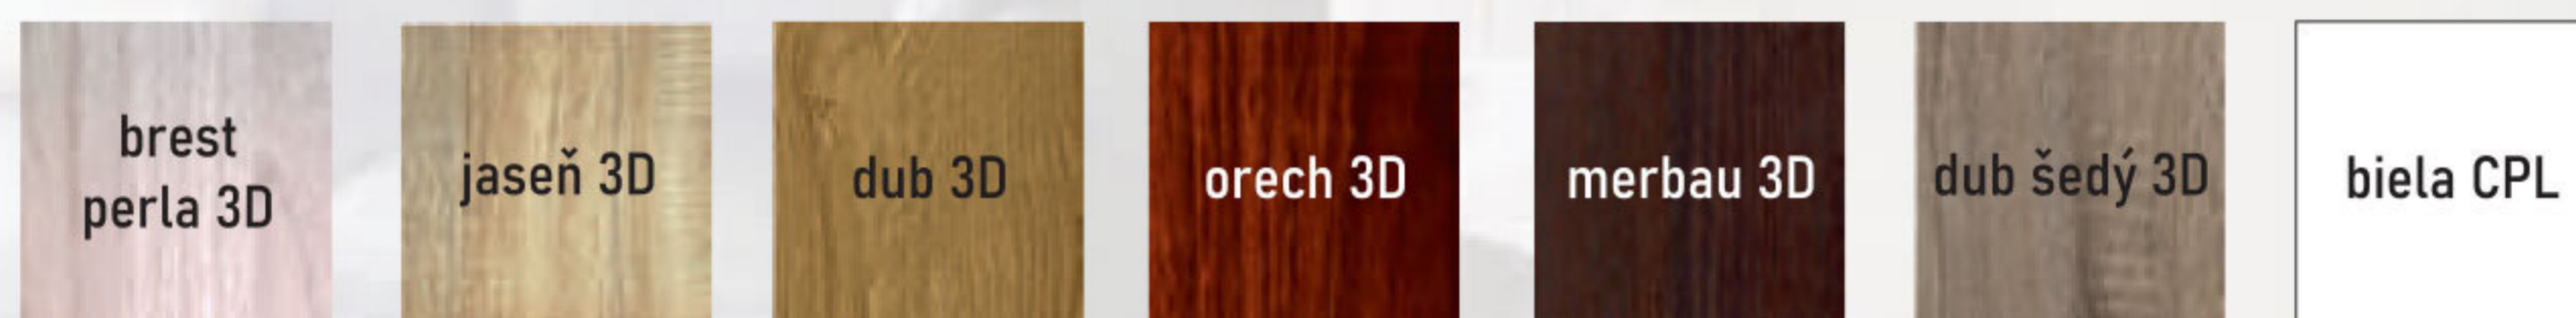 brest
perla 3D
jaseň 3D
dub 3D
orech 3D
merbau 3D
dub šedý 3D
biela CPL